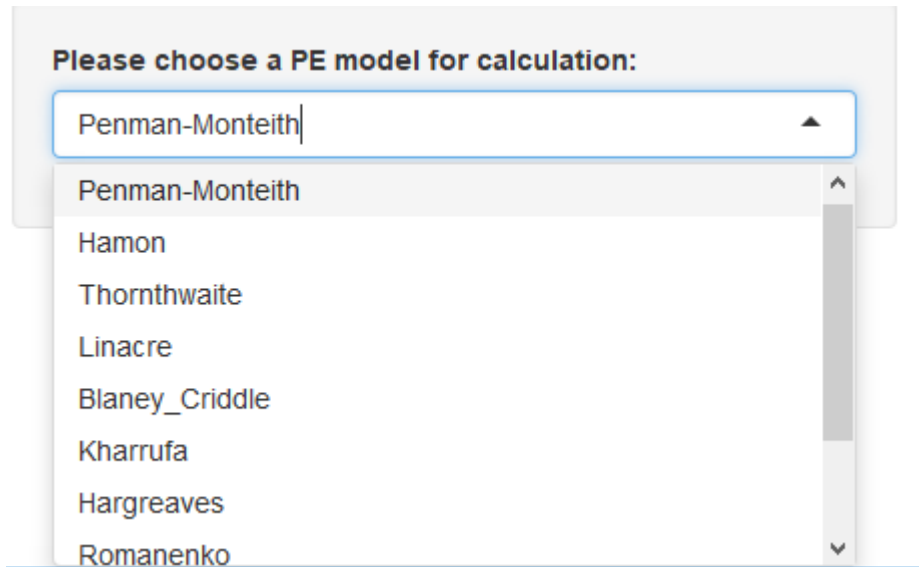 Please choose a PE model for calculation:
Penman-Monteith
Penman-Monteith
Hamon
Thornthwaite
Linacre
Blaney_Criddle
Kharrufa
Hargreaves
Romanenko